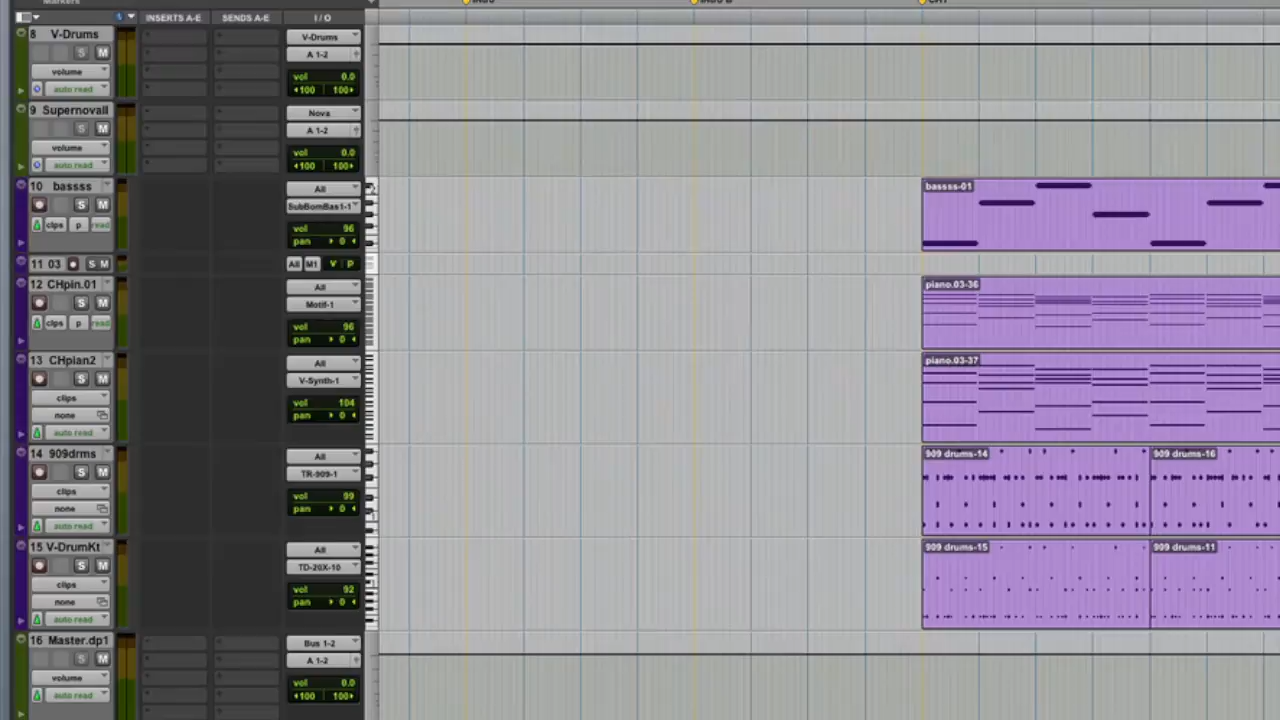 Markers
INSERTS A-E SENDS A-E I / O
8 V-Drums V-Drums
S M A 1-2
volume vol 0.0
auto read 100 100
9 Supernovall Nova
S M A 1-2
volume vol 0.0
auto read 100 100
10 bassss All bassss-01
S M SubBomBas1-1
clips p read vol 96
pan 0
11 03 S M All M1 v p
12 CHpin.01 All piano.03-36
S M Motif-1
clips p read vol 96
pan 0
13 CHpian2 All piano.03-37
S M V-Synth-1
clips vol 104
none pan 0
auto read
14 909drms All 909 drums-14 909 drums-16
S M TR-909-1
clips vol 99
none pan 0
auto read
15 V-DrumKt All 909 drums-15 909 drums-11
S M TD-20X-10
clips vol 92
none pan 0
auto read
16 Master.dp1 Bus 1-2
S M A 1-2
volume vol 0.0
auto read 100 100